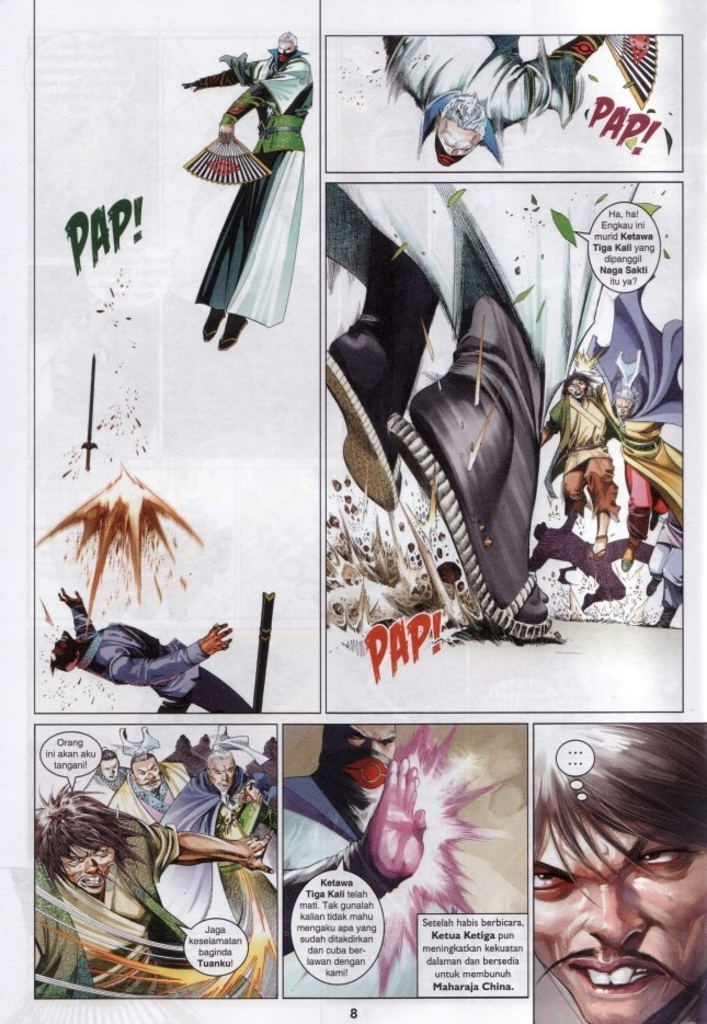 PAP!
PAP!
Ha, ha!
Engkau ini
murid Ketawa
Tiga Kali yang
dipanggil
Naga Sakti
itu ya?
PAP!
Orang
ini akan aku
tangani!
Jaga
keselamatan
baginda
Tuanku!
Ketawa
Tiga Kali telah
mati. Tak gunalah
kalian tidak mahu
mengaku apa yang
sudah ditakdirkan
dan cuba ber-
lawan dengan
kami!
Setelah habis berbicara,
Ketua Ketiga pun
meningkatkan kekuatan
dalaman dan bersedia
untuk membunuh
Maharaja China.
...
...
8